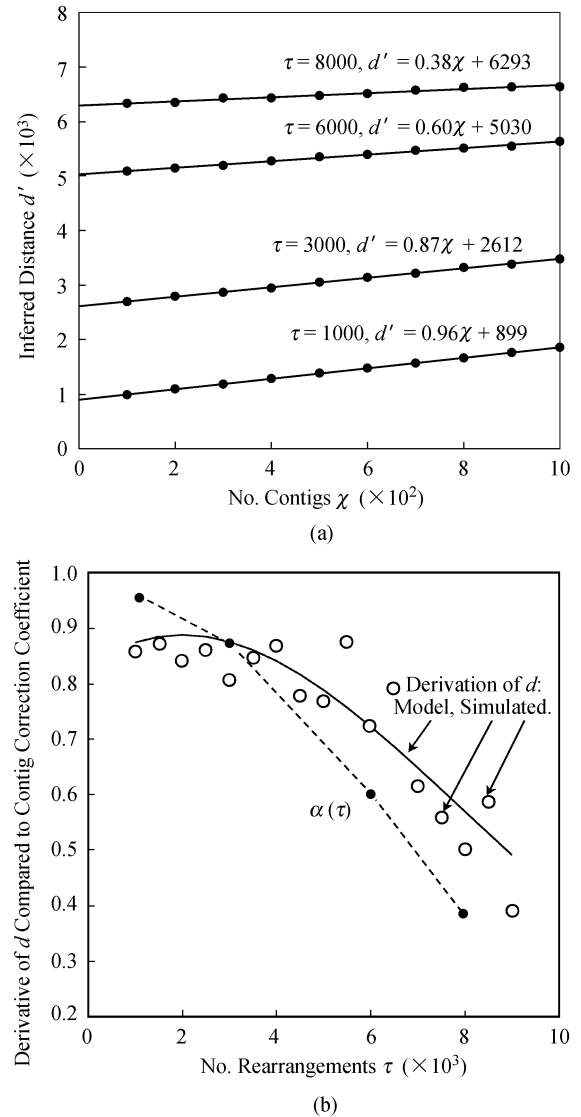 8
7
6
5
4
3
2
1
0
Inferred Distance d′ (×10³)
τ = 8000, d′ = 0.38χ + 6293
τ = 6000, d′ = 0.60χ + 5030
τ = 3000, d′ = 0.87χ + 2612
τ = 1000, d′ = 0.96χ + 899
0 2 4 6 8 10
No. Contigs χ (×10²)
(a)
1.0
0.9
0.8
0.7
0.6
0.5
0.4
0.3
0.2
Derivative of d Compared to Contig Correction Coefficient
Derivation of d:
Model, Simulated.
α(τ)
0 2 4 6 8 10
No. Rearrangements τ (×10³)
(b)